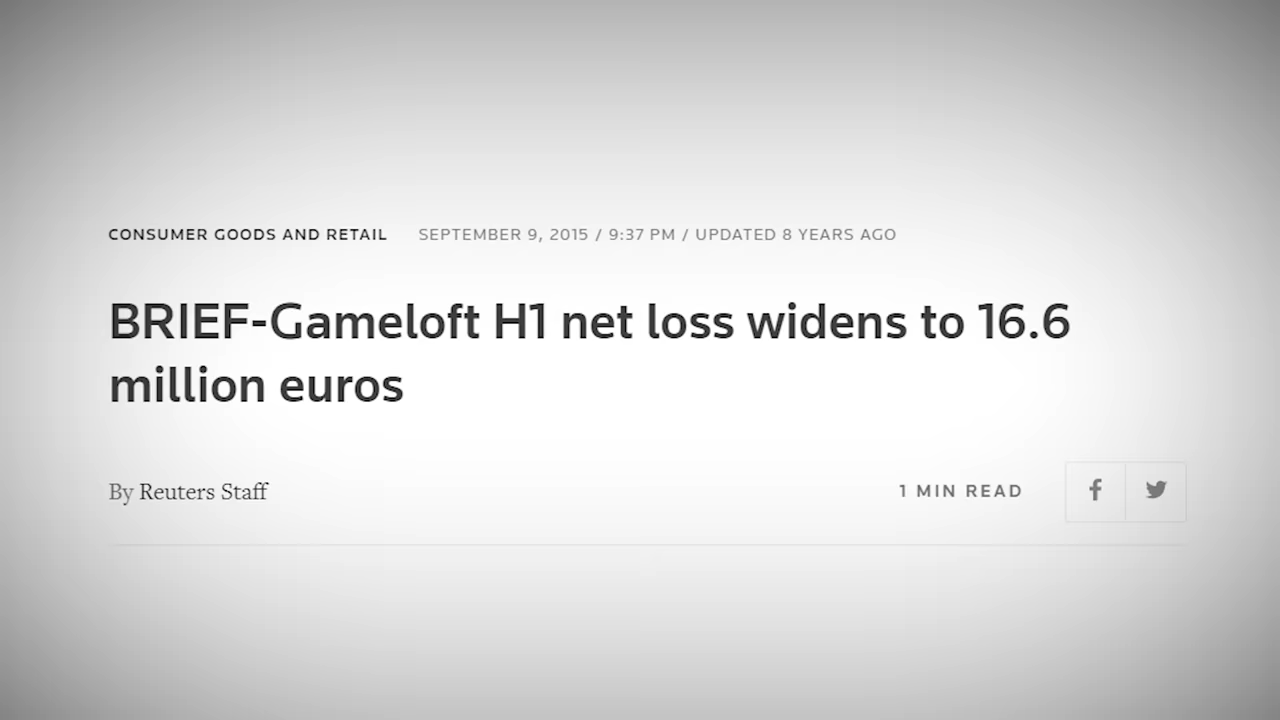 CONSUMER GOODS AND RETAIL SEPTEMBER 9, 2015 / 9:37 PM / UPDATED 8 YEARS AGO
BRIEF-Gameloft H1 net loss widens to 16.6
million euros
By Reuters Staff 1 MIN READ